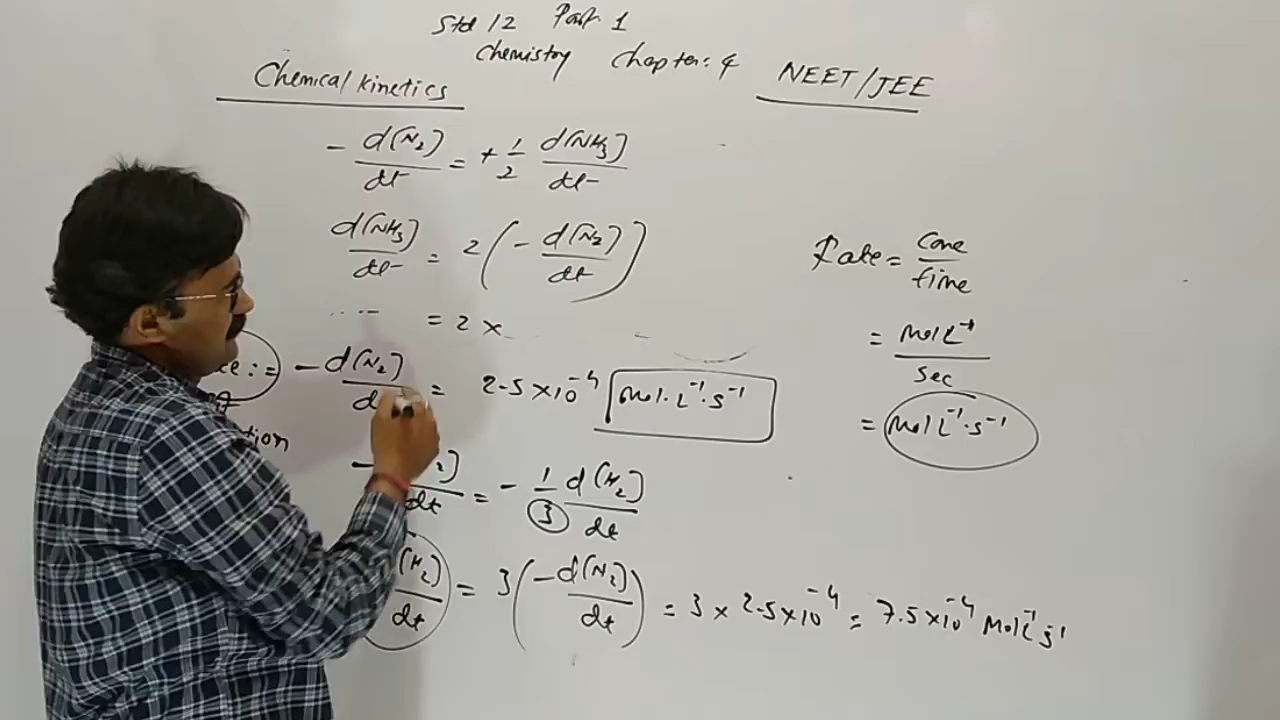 Std 12 Part 1
Chemistry Chapter: 4
Chemical kinetics
NEET/JEE
- d[N2]/dt = + 1/2 d[NH3]/dt
d[NH3]/dt = 2(- d[N2]/dt)
= 2 x
- d[N2]/ = 2.5 x 10^-4 mol.L^-1.s^-1
dt = - 1/3 d[H2]/dt
[H2]/dt = 3(- d[N2]/dt) = 3 x 2.5 x 10^-4 = 7.5 x 10^-4 mol L^-1 s^-1
Rate = Conc/time
= mol L^-1/sec
= mol L^-1.s^-1